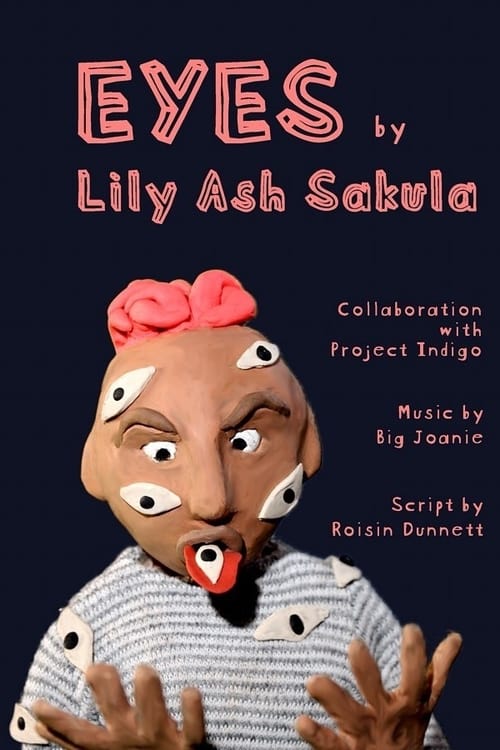 EYES by
Lily Ash Sakula
Collaboration
with
Project Indigo
Music by
Big Joanie
Script by
Roisin Dunnett